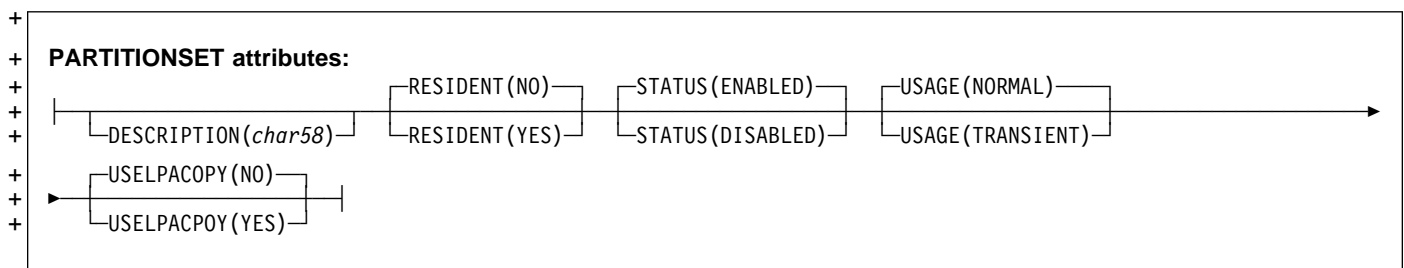 +
+ PARTITIONSET attributes:
+ RESIDENT(NO) STATUS(ENABLED) USAGE(NORMAL)
+
+ DESCRIPTION(char58) RESIDENT(YES) STATUS(DISABLED) USAGE(TRANSIENT)
+ USELPACOPY(NO)
+
+ USELPACPOY(YES)